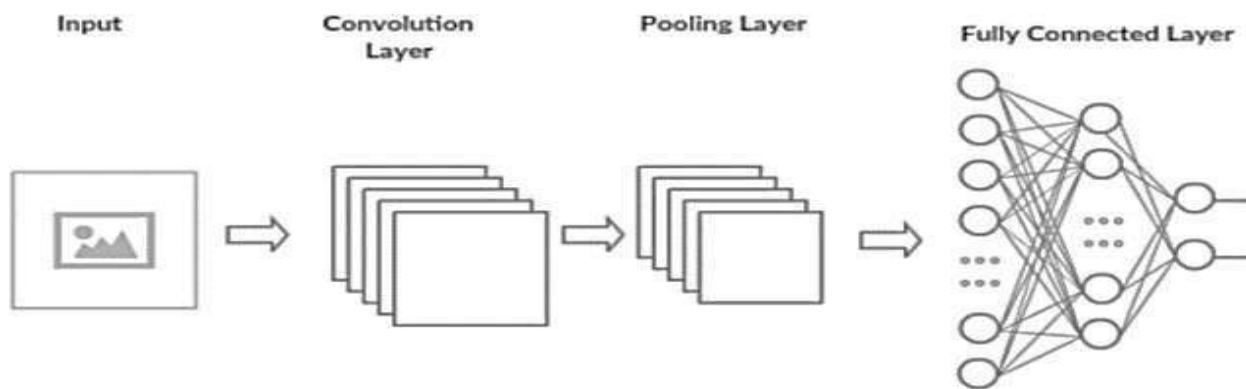 Input
Convolution
Layer
Pooling Layer
Fully Connected Layer